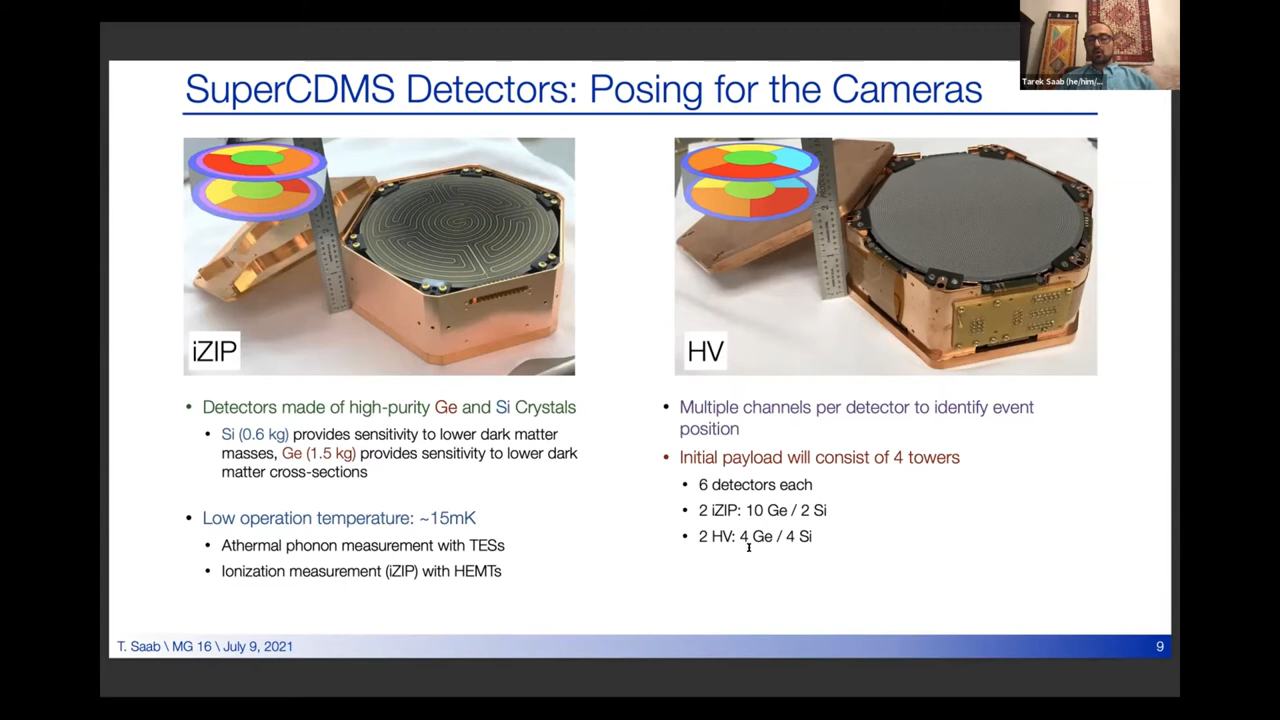 Tarek Saab (he/him/...
SuperCDMS Detectors: Posing for the Cameras
iZIP
HV
• Detectors made of high-purity Ge and Si Crystals
• Si (0.6 kg) provides sensitivity to lower dark matter
masses, Ge (1.5 kg) provides sensitivity to lower dark
matter cross-sections
• Low operation temperature: ~15mK
• Athermal phonon measurement with TESs
• Ionization measurement (iZIP) with HEMTs
• Multiple channels per detector to identify event
position
• Initial payload will consist of 4 towers
• 6 detectors each
• 2 iZIP: 10 Ge / 2 Si
• 2 HV: 4 Ge / 4 Si
T. Saab \ MG 16 \ July 9, 2021
9